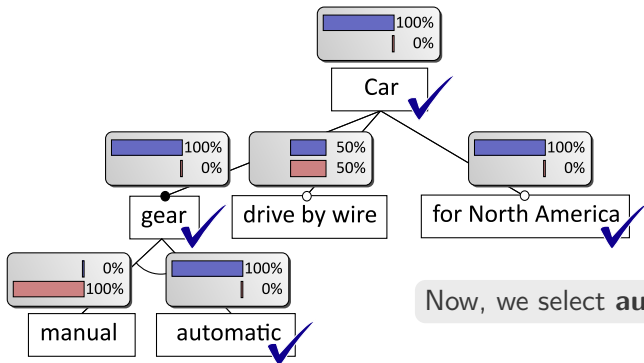 100%
0%
Car
100%
0%
50%
50%
100%
0%
gear
drive by wire
for North America
0%
100%
100%
0%
Now, we select au
manual
automatic